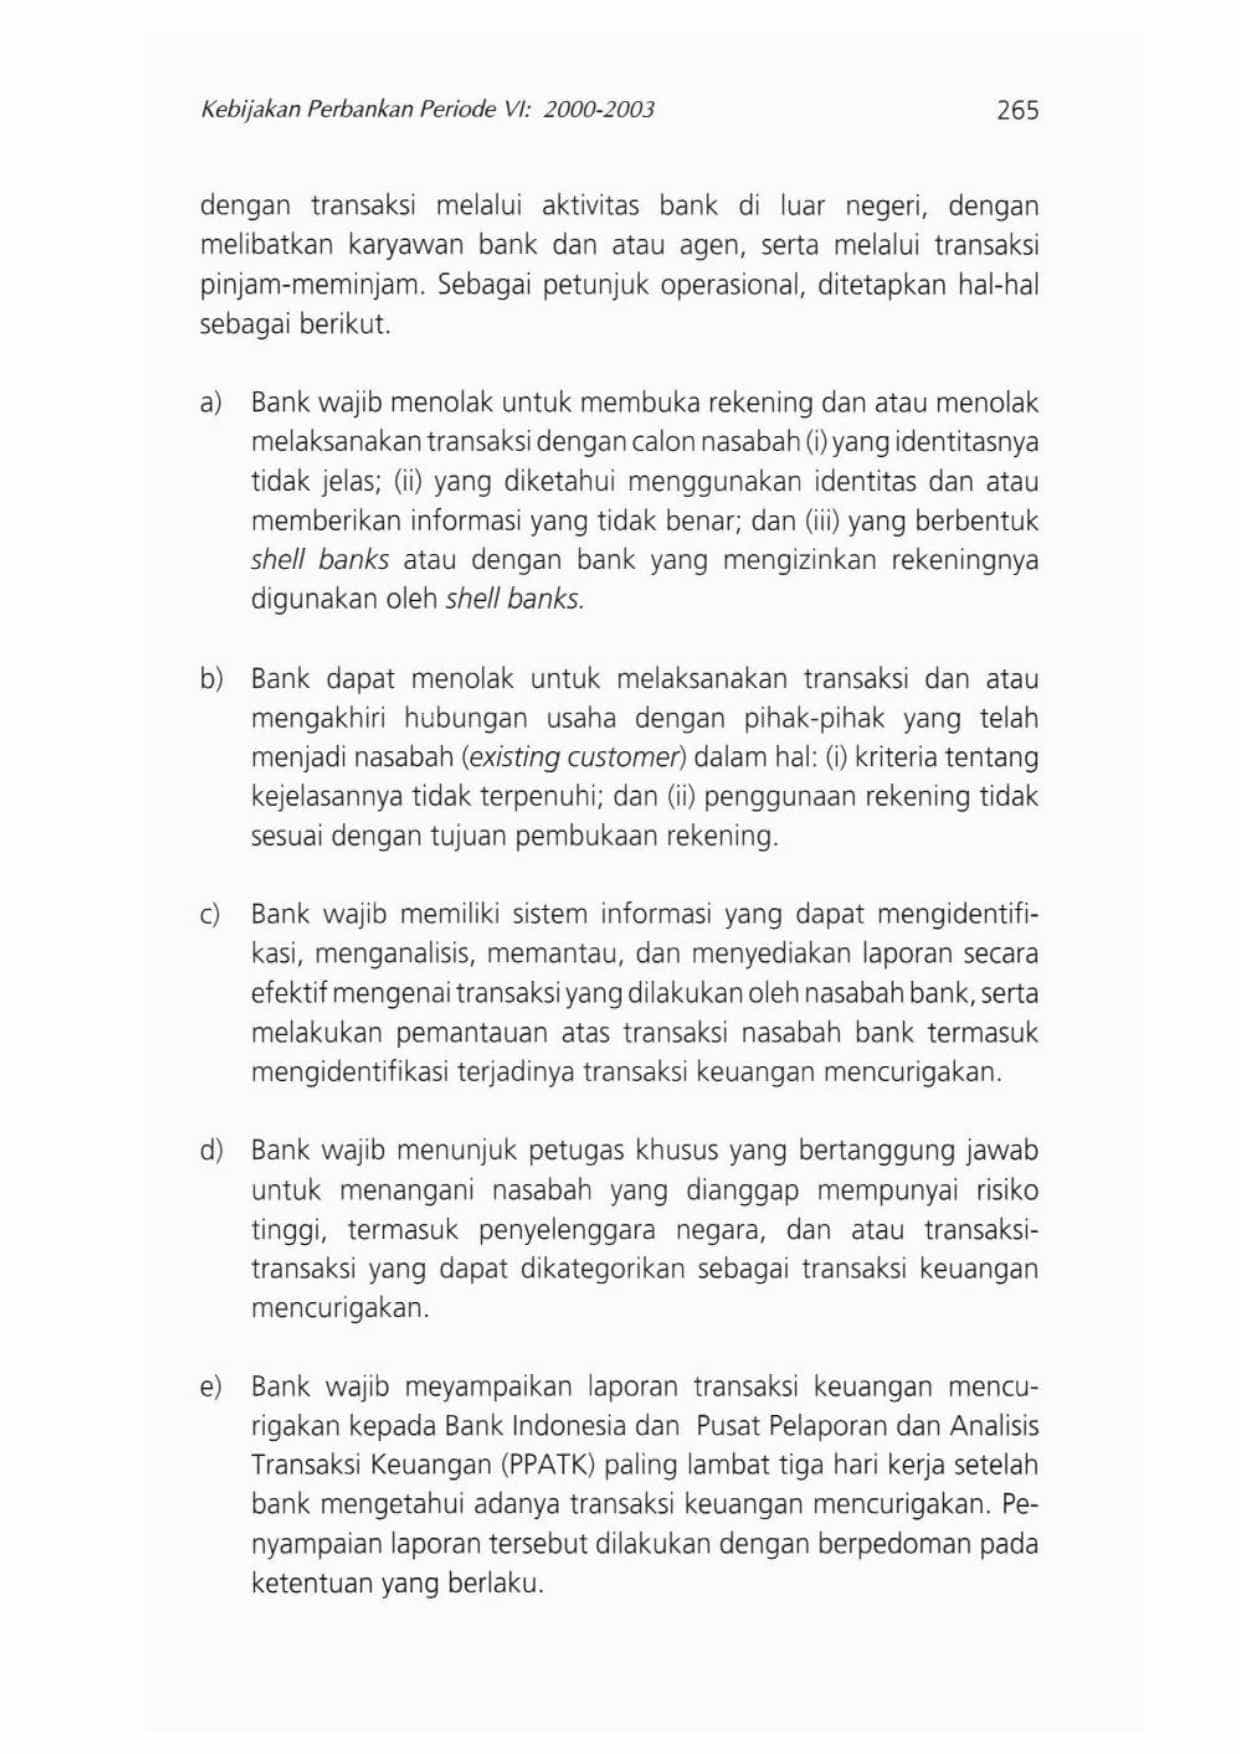 Kebijakan Perbankan Periode VI: 2000-2003 265
dengan transaksi melalui aktivitas bank di luar negeri, dengan
melibatkan karyawan bank dan atau agen, serta melalui transaksi
pinjam-meminjam. Sebagai petunjuk operasional, ditetapkan hal-hal
sebagai berikut.
a) Bank wajib menolak untuk membuka rekening dan atau menolak
melaksanakan transaksi dengan calon nasabah (i) yang identitasnya
tidak jelas; (ii) yang diketahui menggunakan identitas dan atau
memberikan informasi yang tidak benar; dan (iii) yang berbentuk
shell banks atau dengan bank yang mengizinkan rekeningnya
digunakan oleh shell banks.
b) Bank dapat menolak untuk melaksanakan transaksi dan atau
mengakhiri hubungan usaha dengan pihak-pihak yang telah
menjadi nasabah (existing customer) dalam hal: (i) kriteria tentang
kejelasannya tidak terpenuhi; dan (ii) penggunaan rekening tidak
sesuai dengan tujuan pembukaan rekening.
c) Bank wajib memiliki sistem informasi yang dapat mengidentifi-
kasi, menganalisis, memantau, dan menyediakan laporan secara
efektif mengenai transaksi yang dilakukan oleh nasabah bank, serta
melakukan pemantauan atas transaksi nasabah bank termasuk
mengidentifikasi terjadinya transaksi keuangan mencurigakan.
d) Bank wajib menunjuk petugas khusus yang bertanggung jawab
untuk menangani nasabah yang dianggap mempunyai risiko
tinggi, termasuk penyelenggara negara, dan atau transaksi-
transaksi yang dapat dikategorikan sebagai transaksi keuangan
mencurigakan.
e) Bank wajib meyampaikan laporan transaksi keuangan mencu-
rigakan kepada Bank Indonesia dan Pusat Pelaporan dan Analisis
Transaksi Keuangan (PPATK) paling lambat tiga hari kerja setelah
bank mengetahui adanya transaksi keuangan mencurigakan. Pe-
nyampaian laporan tersebut dilakukan dengan berpedoman pada
ketentuan yang berlaku.